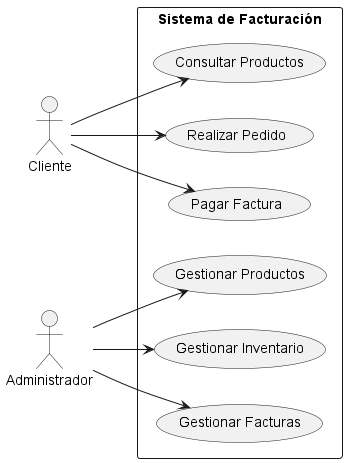 Sistema de Facturación
Consultar Productos
Realizar Pedido
Cliente
Pagar Factura
Gestionar Productos
Gestionar Inventario
Administrador
Gestionar Facturas